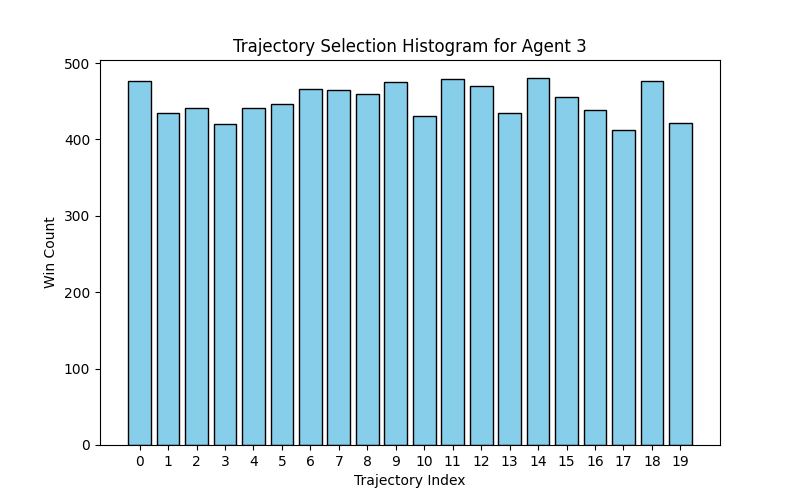 Trajectory Selection Histogram for Agent 3
500
400
300
200
100
0
Win Count
0 1 2 3 4 5 6 7 8 9 10 11 12 13 14 15 16 17 18 19
Trajectory Index